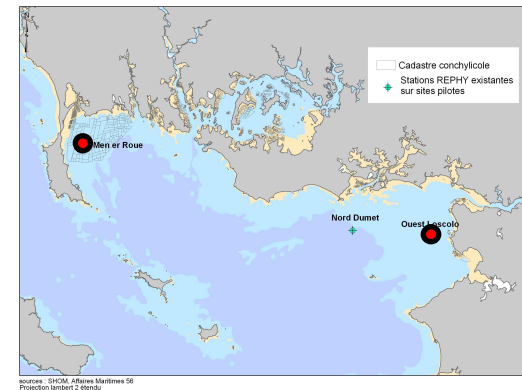 Cadastre conchylicole
Stations REPHY existantes
sur sites pilotes
Men er Roue
Nord Dumet
Ouest Loscolo
sources : SHOM, Affaires Maritimes 56
Projection lambert 2 étendu